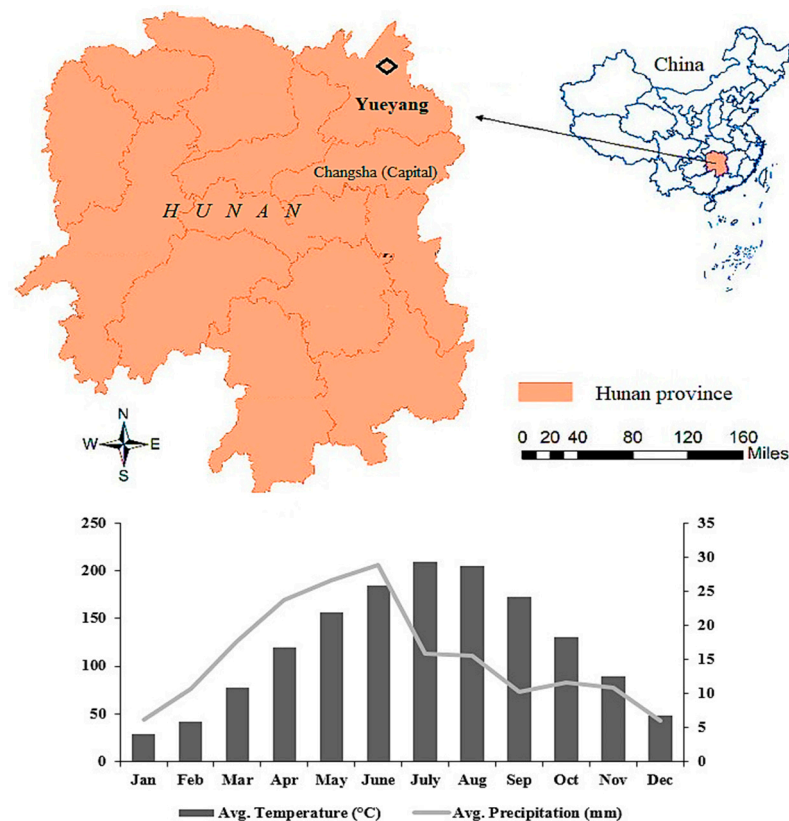 China
Yueyang
Changsha (Capital)
H U N A N
Hunan province
N
W E
S
0 20 40 80 120 160
Miles
250
200
150
100
50
0
35
30
25
20
15
10
5
0
Jan Feb Mar Apr May June July Aug Sep Oct Nov Dec
Avg. Temperature (°C) Avg. Precipitation (mm)